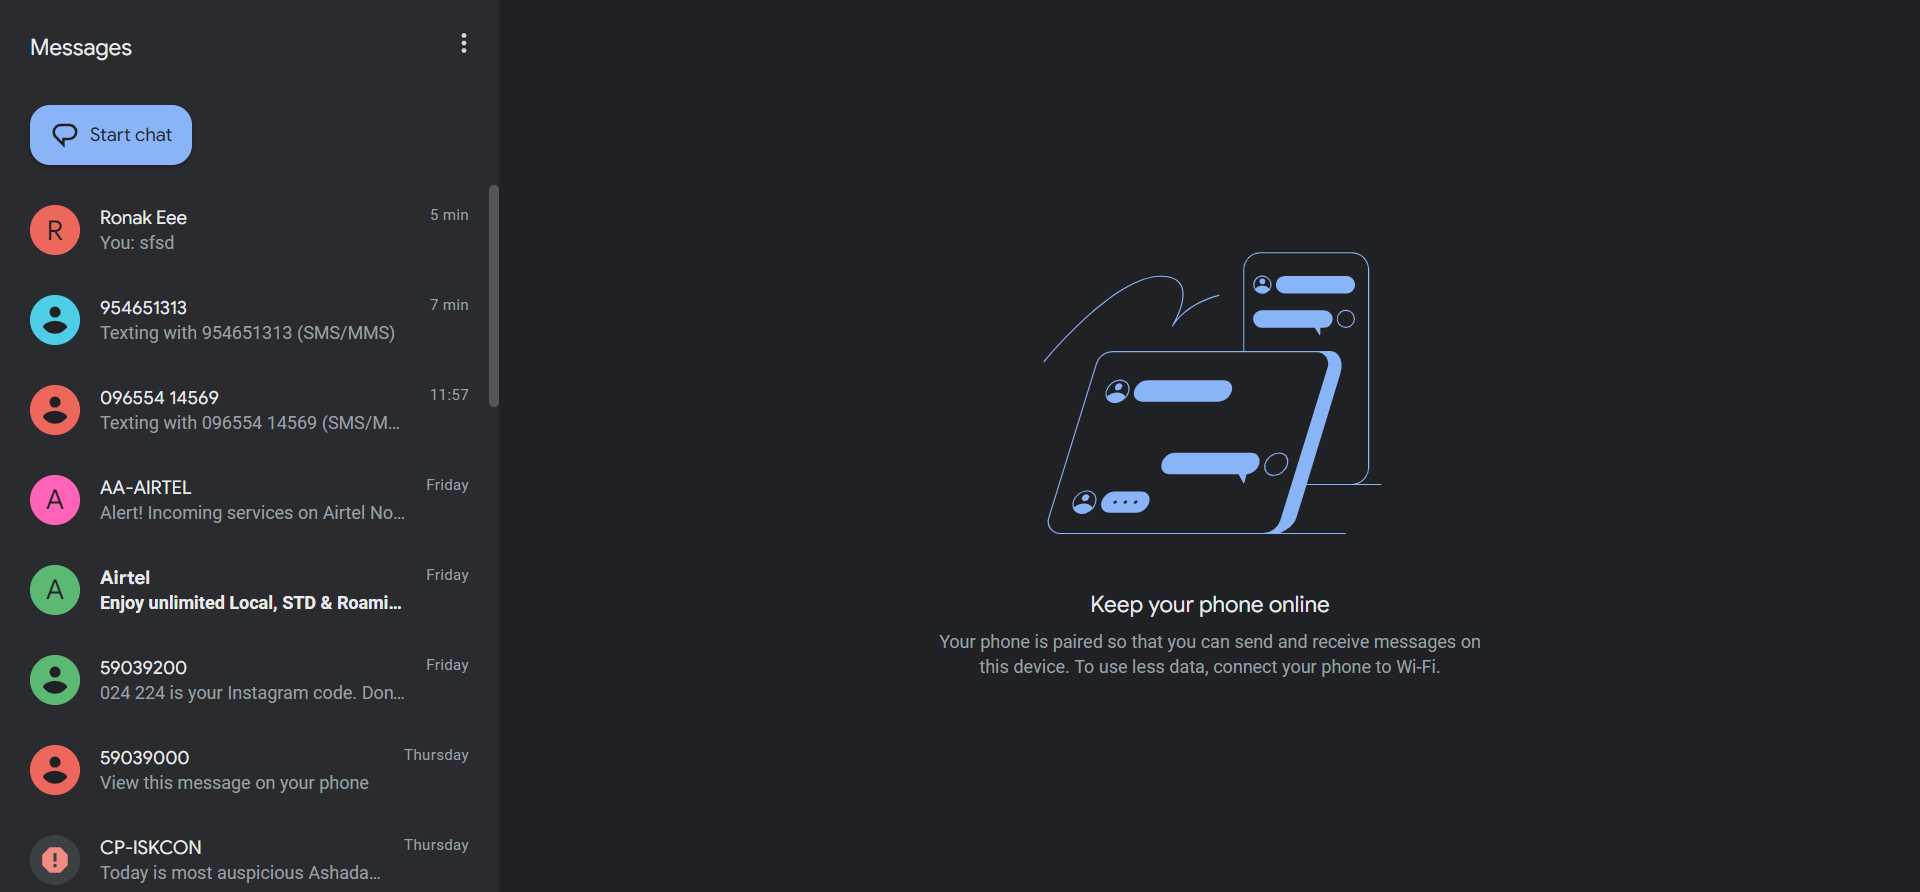 Messages
Start chat
R
Ronak Eee
5 min
You: sfsd
954651313
7 min
Texting with 954651313 (SMS/MMS)
096554 14569
11:57
Texting with 096554 14569 (SMS/M...
A
AA-AIRTEL
Friday
Alert! Incoming services on Airtel No...
A
Airtel
Friday
Enjoy unlimited Local, STD & Roami...
59039200
Friday
024 224 is your Instagram code. Don...
59039000
Thursday
View this message on your phone
CP-ISKCON
Thursday
Today is most auspicious Ashada...
Keep your phone online
Your phone is paired so that you can send and receive messages on
this device. To use less data, connect your phone to Wi-Fi.